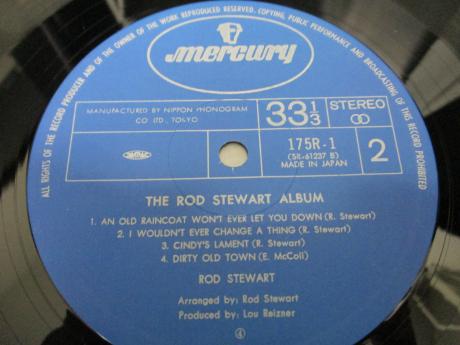 ALL RIGHTS OF THE RECORD PRODUCER AND OF THE OWNER OF THE WORK REPRODUCED RESERVED. COPYING, PUBLIC PERFORMANCE AND BROADCASTING OF THIS RECORD PROHIBITED
mercury
MANUFACTURED BY NIPPON PHONOGRAM
CO. LTD., TOKYO
33 1/3
STEREO
175R-1
(SR-61237 B)
MADE IN JAPAN
2
THE ROD STEWART ALBUM
1. AN OLD RAINCOAT WON'T EVER LET YOU DOWN (R. Stewart)
2. I WOULDN'T EVER CHANGE A THING (R. Stewart)
3. CINDY'S LAMENT (R. Stewart)
4. DIRTY OLD TOWN (E. McColl)
ROD STEWART
Arranged by: Rod Stewart
Produced by: Lou Reizner
④